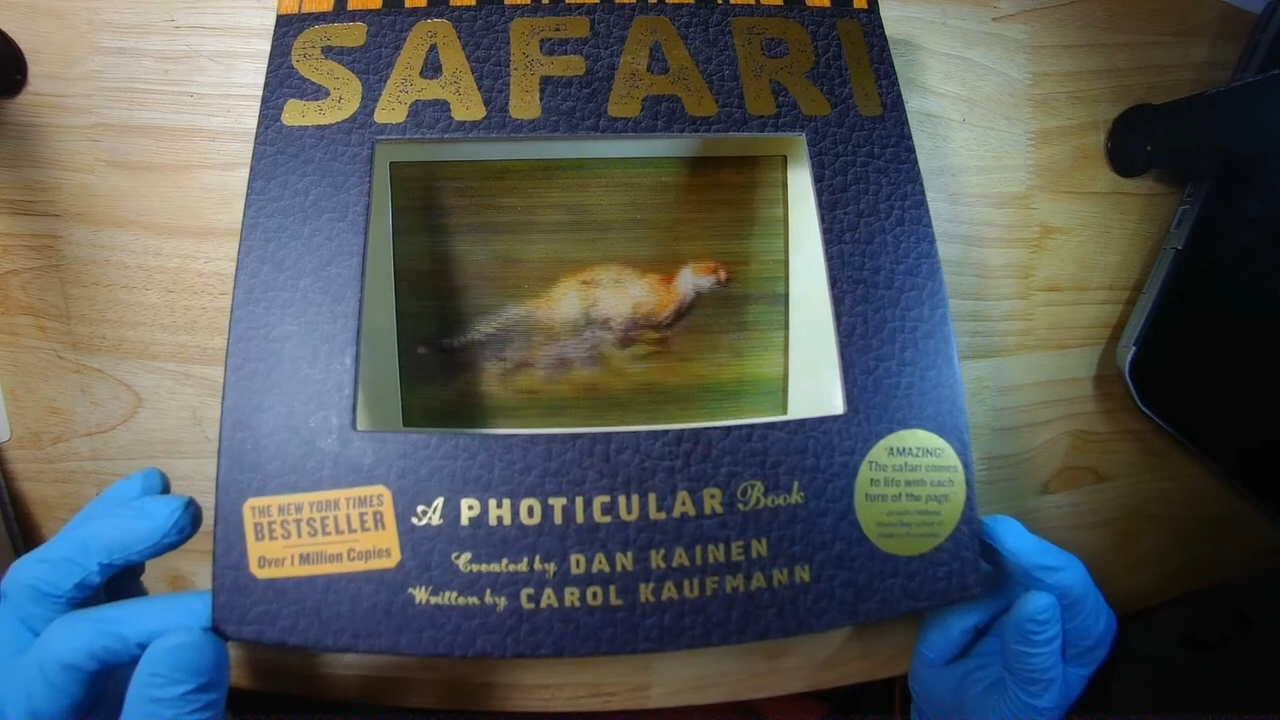 SAFARI
THE NEW YORK TIMES
BESTSELLER
Over 1 Million Copies
A PHOTICULAR Book
Created by DAN KAINEN
Written by CAROL KAUFMANN
"AMAZING!
The safari comes
to life with each
turn of the page."